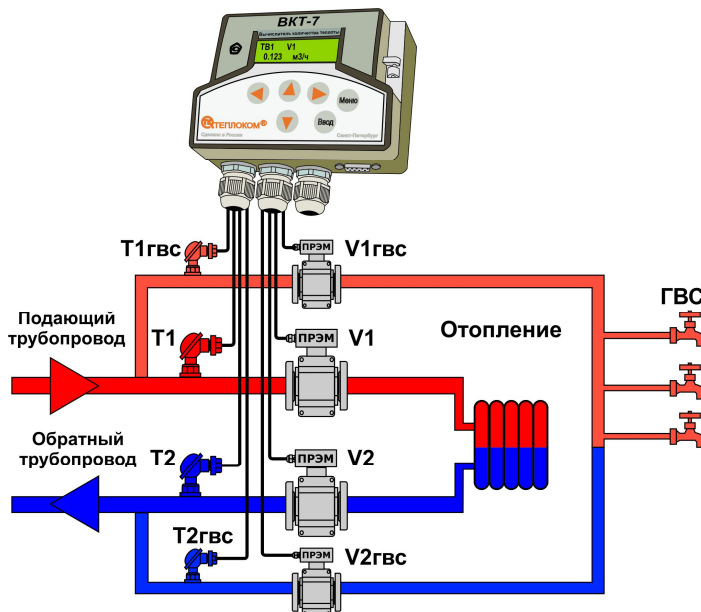 ВКТ-7
Вычислитель количества теплоты
ТВ1 V1
0.123 м3/ч
Меню
Ввод
ТЕПЛОКОМ®
Сделано в России
Санкт-Петербург
Т1гвс
ПРЭМ
V1гвс
ГВС
Подающий
трубопровод
Т1
ПРЭМ
V1
Отопление
Обратный
трубопровод
Т2
ПРЭМ
V2
Т2гвс
ПРЭМ
V2гвс